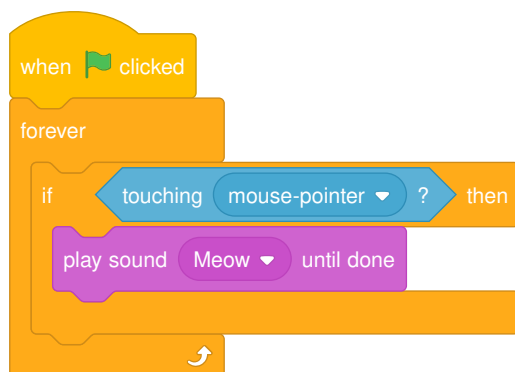 when clicked
forever
if touching mouse-pointer ? then
play sound Meow until done